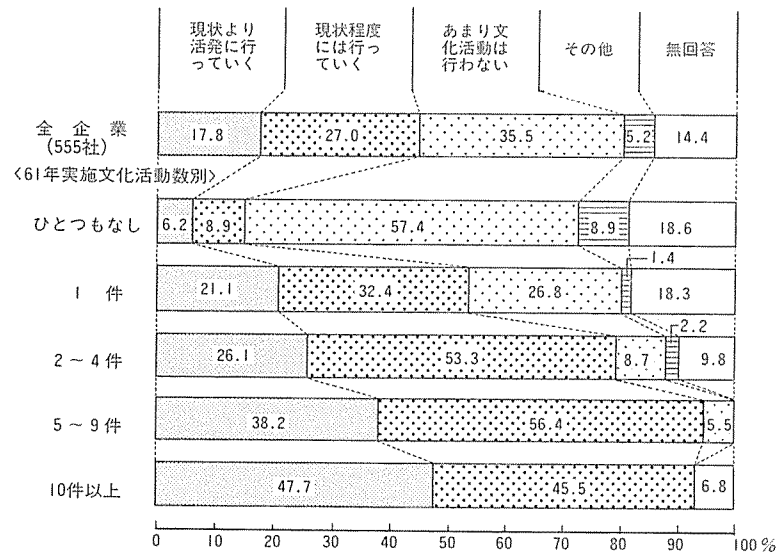 現状より
活発に行
っていく
現状程度
には行っ
ていく
あまり文
化活動は
行わない
その他
無回答
全企業
(555社)
17.8 27.0 35.5 5.2 14.4
〈61年実施文化活動数別〉
ひとつもなし 6.2 8.9 57.4 8.9 18.6
1.4
1件 21.1 32.4 26.8 18.3
2.2
2～4件 26.1 53.3 8.7 9.8
5～9件 38.2 56.4 5.5
10件以上 47.7 45.5 6.8
0 10 20 30 40 50 60 70 80 90 100%